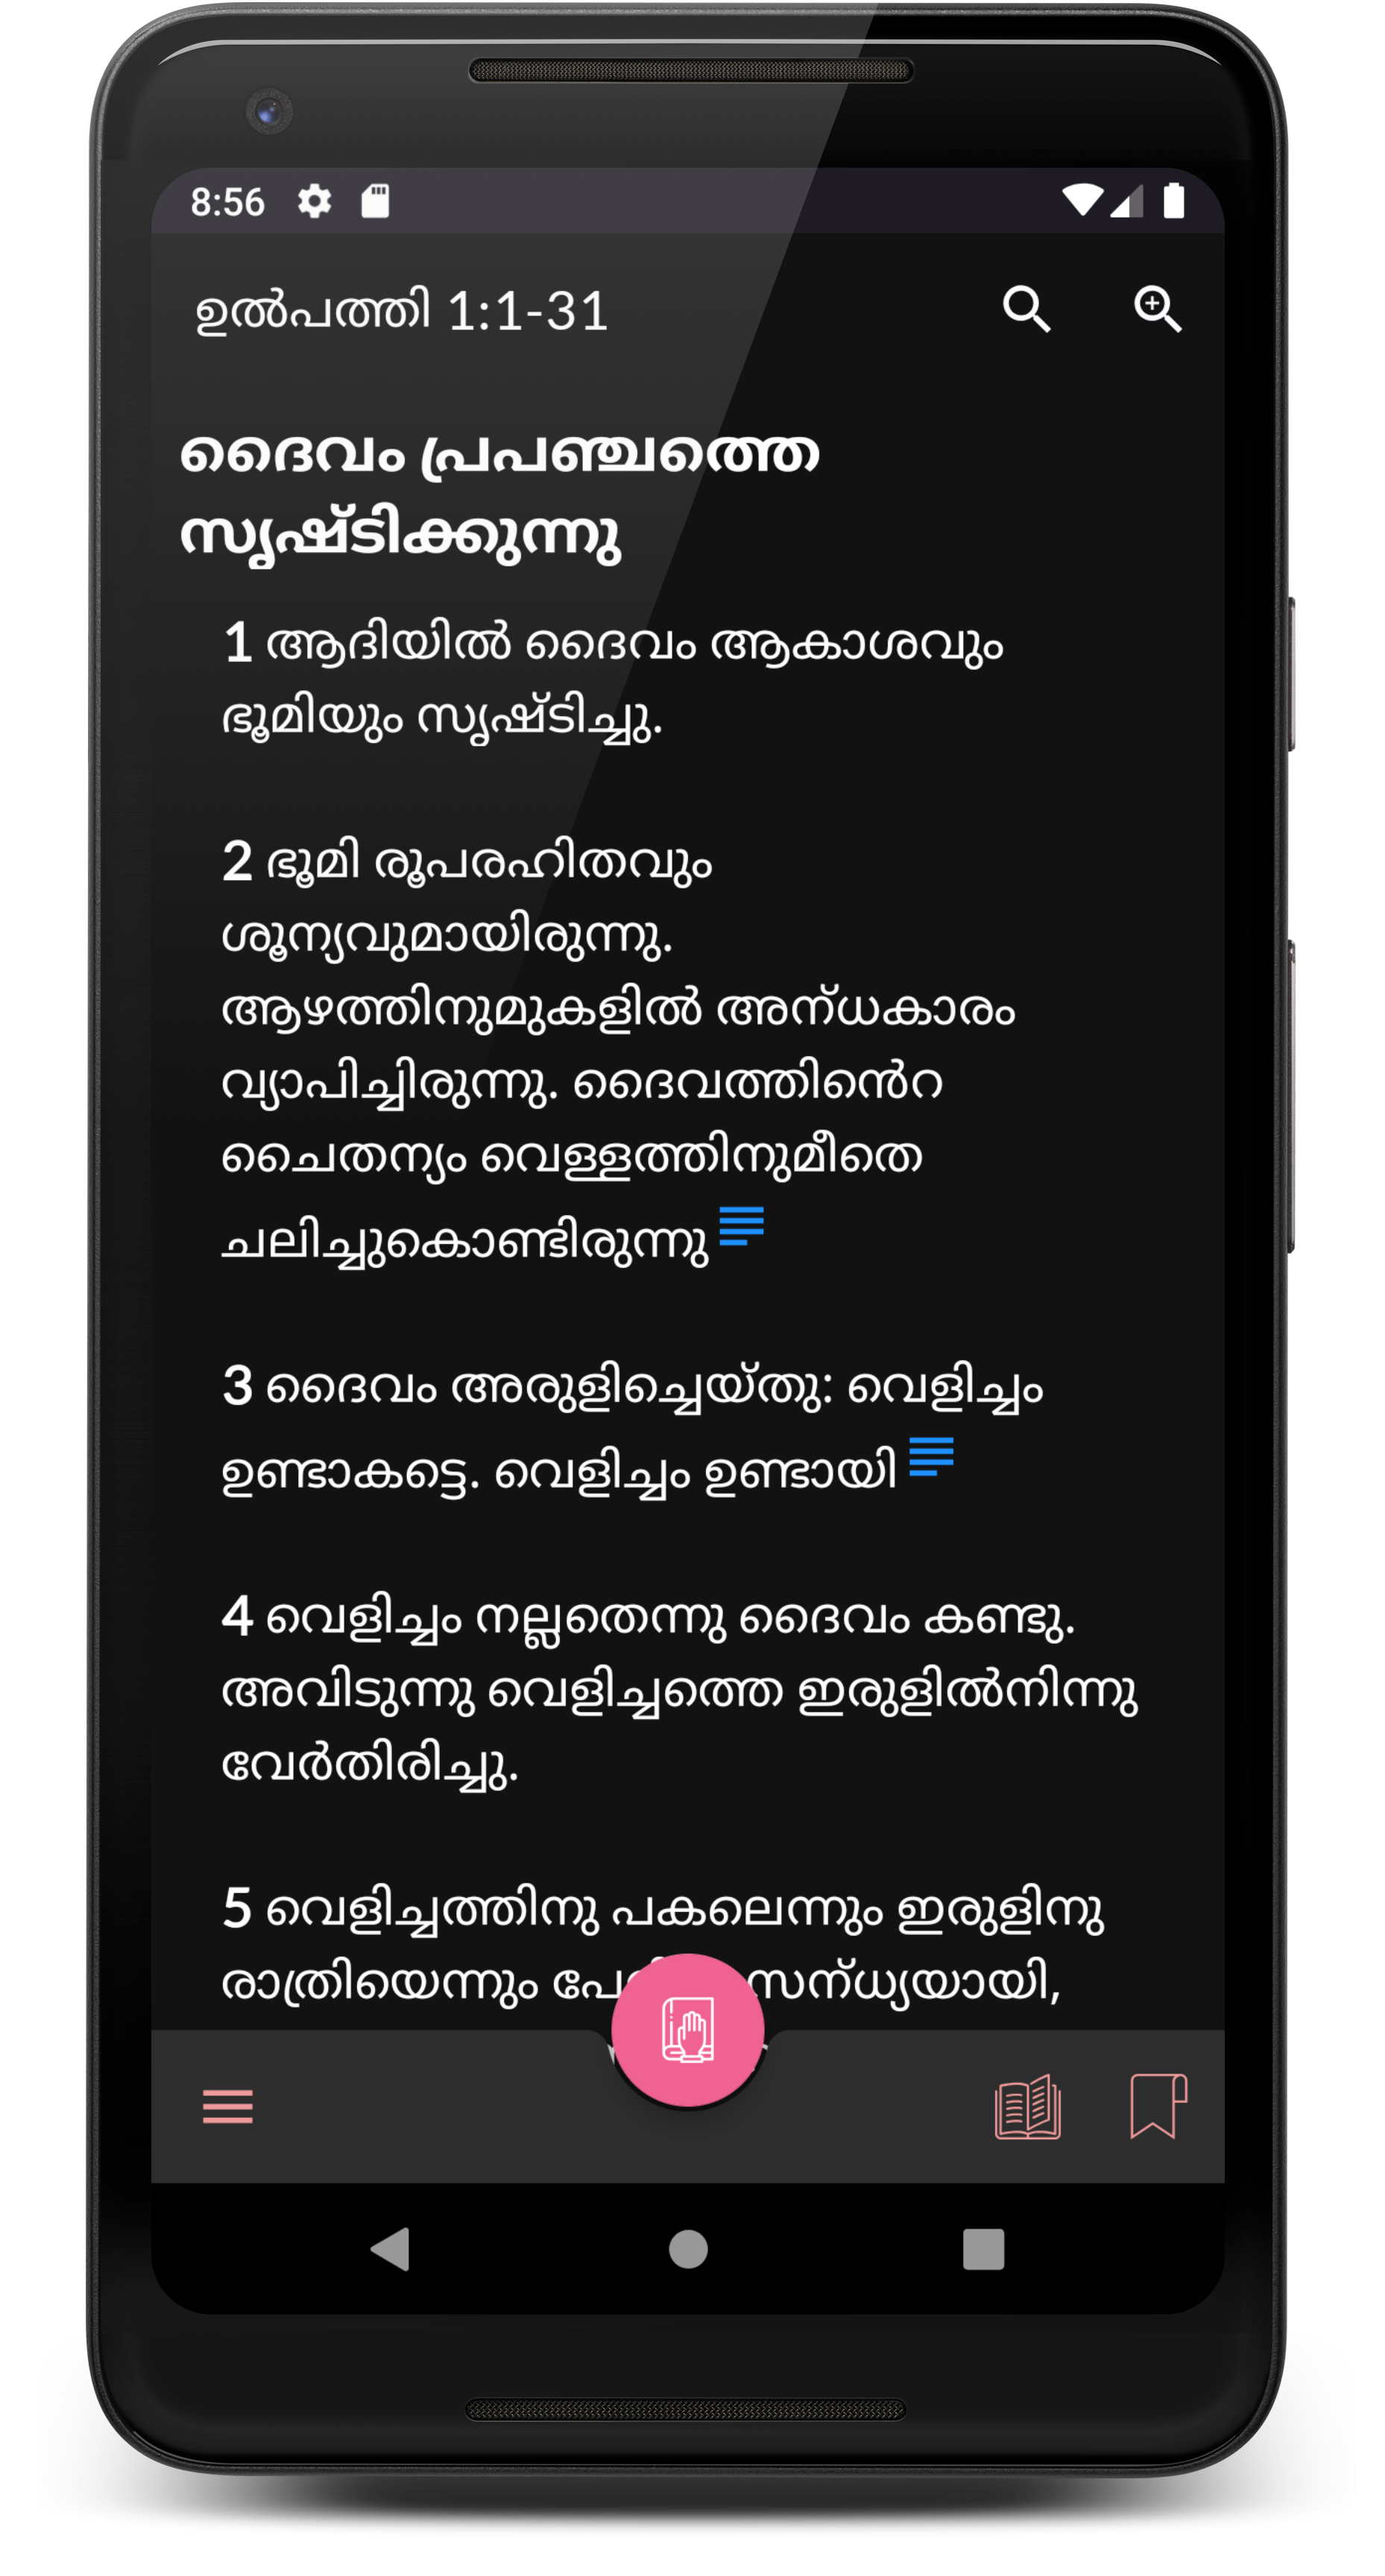 8:56
ഉൽപത്തി 1:1-31
ദൈവം പ്രപഞ്ചത്തെ
സൃഷ്ടിക്കുന്നു
1 ആദിയിൽ ദൈവം ആകാശവും
ഭൂമിയും സൃഷ്ടിച്ചു.
2 ഭൂമി രൂപരഹിതവും
ശൂന്യവുമായിരുന്നു.
ആഴത്തിനുമുകളിൽ അന്ധകാരം
വ്യാപിച്ചിരുന്നു. ദൈവത്തിൻെറ
ചൈതന്യം വെള്ളത്തിനുമീതെ
ചലിച്ചുകൊണ്ടിരുന്നു
3 ദൈവം അരുളിച്ചെയ്തു: വെളിച്ചം
ഉണ്ടാകട്ടെ. വെളിച്ചം ഉണ്ടായി
4 വെളിച്ചം നല്ലതെന്നു ദൈവം കണ്ടു.
അവിടുന്നു വെളിച്ചത്തെ ഇരുളിൽനിന്നു
വേർതിരിച്ചു.
5 വെളിച്ചത്തിനു പകലെന്നും ഇരുളിനു
രാത്രിയെന്നും സന്ധ്യയായി,